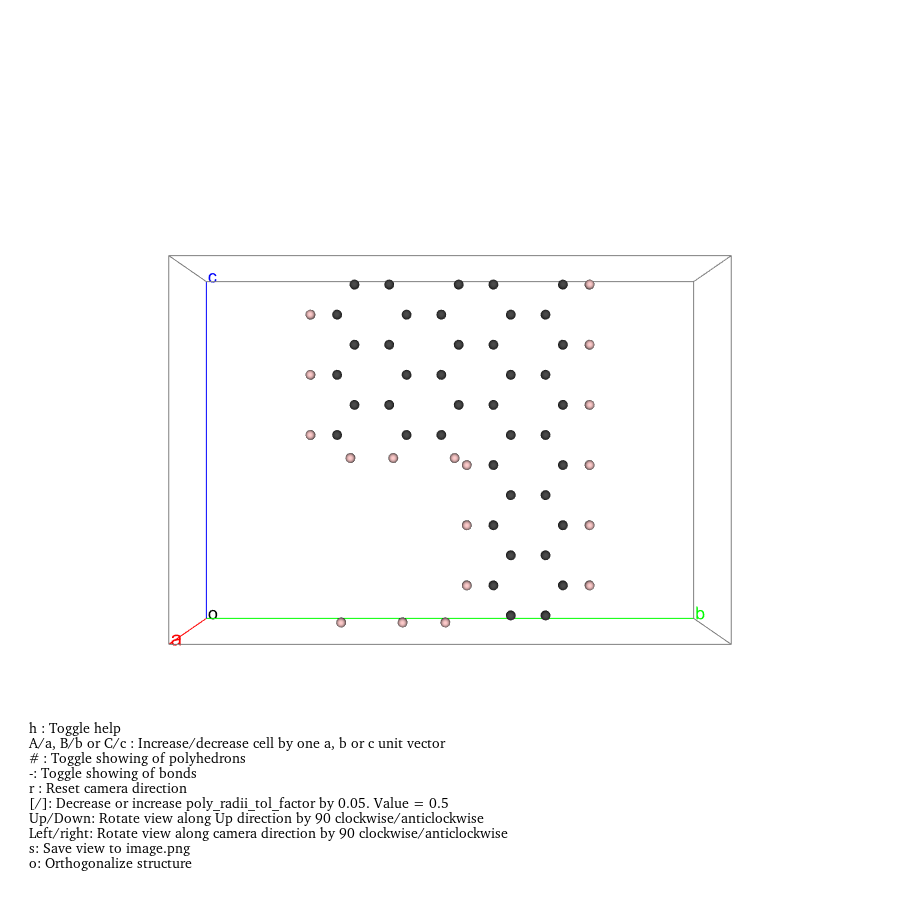 c
o
b
a
h : Toggle help
A/a, B/b or C/c : Increase/decrease cell by one a, b or c unit vector
# : Toggle showing of polyhedrons
-: Toggle showing of bonds
r : Reset camera direction
[/]: Decrease or increase poly_radii_tol_factor by 0.05. Value = 0.5
Up/Down: Rotate view along Up direction by 90 clockwise/anticlockwise
Left/right: Rotate view along camera direction by 90 clockwise/anticlockwise
s: Save view to image.png
o: Orthogonalize structure